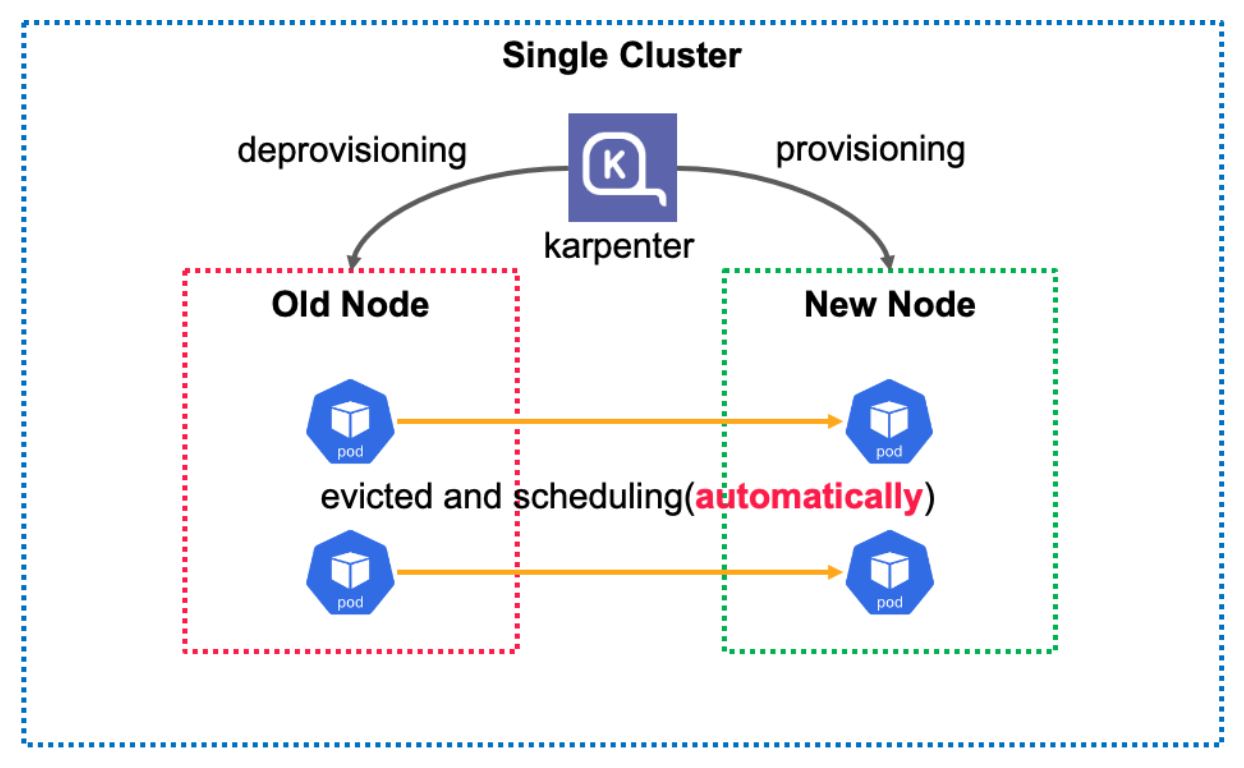 Single Cluster
deprovisioning
provisioning
K
karpenter
Old Node
New Node
pod
pod
evicted and scheduling(automatically)
pod
pod